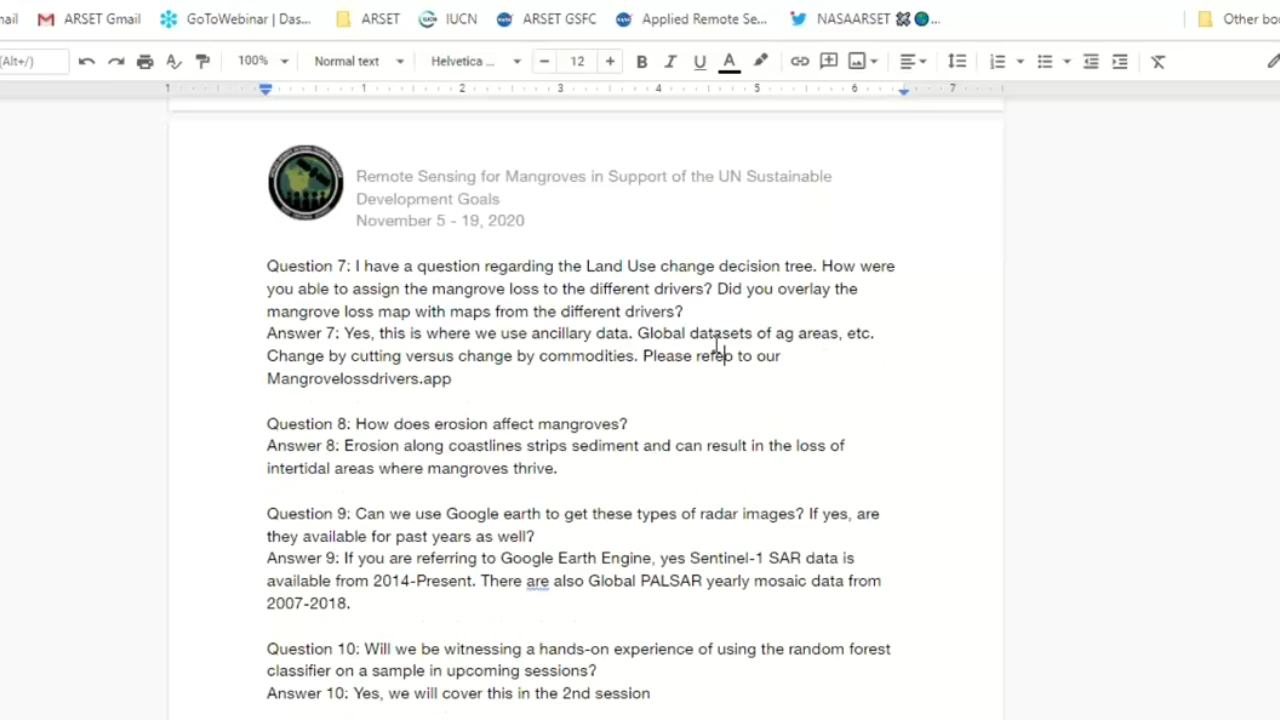 mail ARSET Gmail GoToWebinar | Das... ARSET IUCN ARSET GSFC Applied Remote Se... NASAARSET ... Other boo
(Alt+/) 100% Normal text Helvetica ... 12 B I U A
1 1 2 3 4 5 6 7
Remote Sensing for Mangroves in Support of the UN Sustainable
Development Goals
November 5 - 19, 2020
Question 7: I have a question regarding the Land Use change decision tree. How were
you able to assign the mangrove loss to the different drivers? Did you overlay the
mangrove loss map with maps from the different drivers?
Answer 7: Yes, this is where we use ancillary data. Global datasets of ag areas, etc.
Change by cutting versus change by commodities. Please refep to our
Mangrovelossdrivers.app
Question 8: How does erosion affect mangroves?
Answer 8: Erosion along coastlines strips sediment and can result in the loss of
intertidal areas where mangroves thrive.
Question 9: Can we use Google earth to get these types of radar images? If yes, are
they available for past years as well?
Answer 9: If you are referring to Google Earth Engine, yes Sentinel-1 SAR data is
available from 2014-Present. There are also Global PALSAR yearly mosaic data from
2007-2018.
Question 10: Will we be witnessing a hands-on experience of using the random forest
classifier on a sample in upcoming sessions?
Answer 10: Yes, we will cover this in the 2nd session